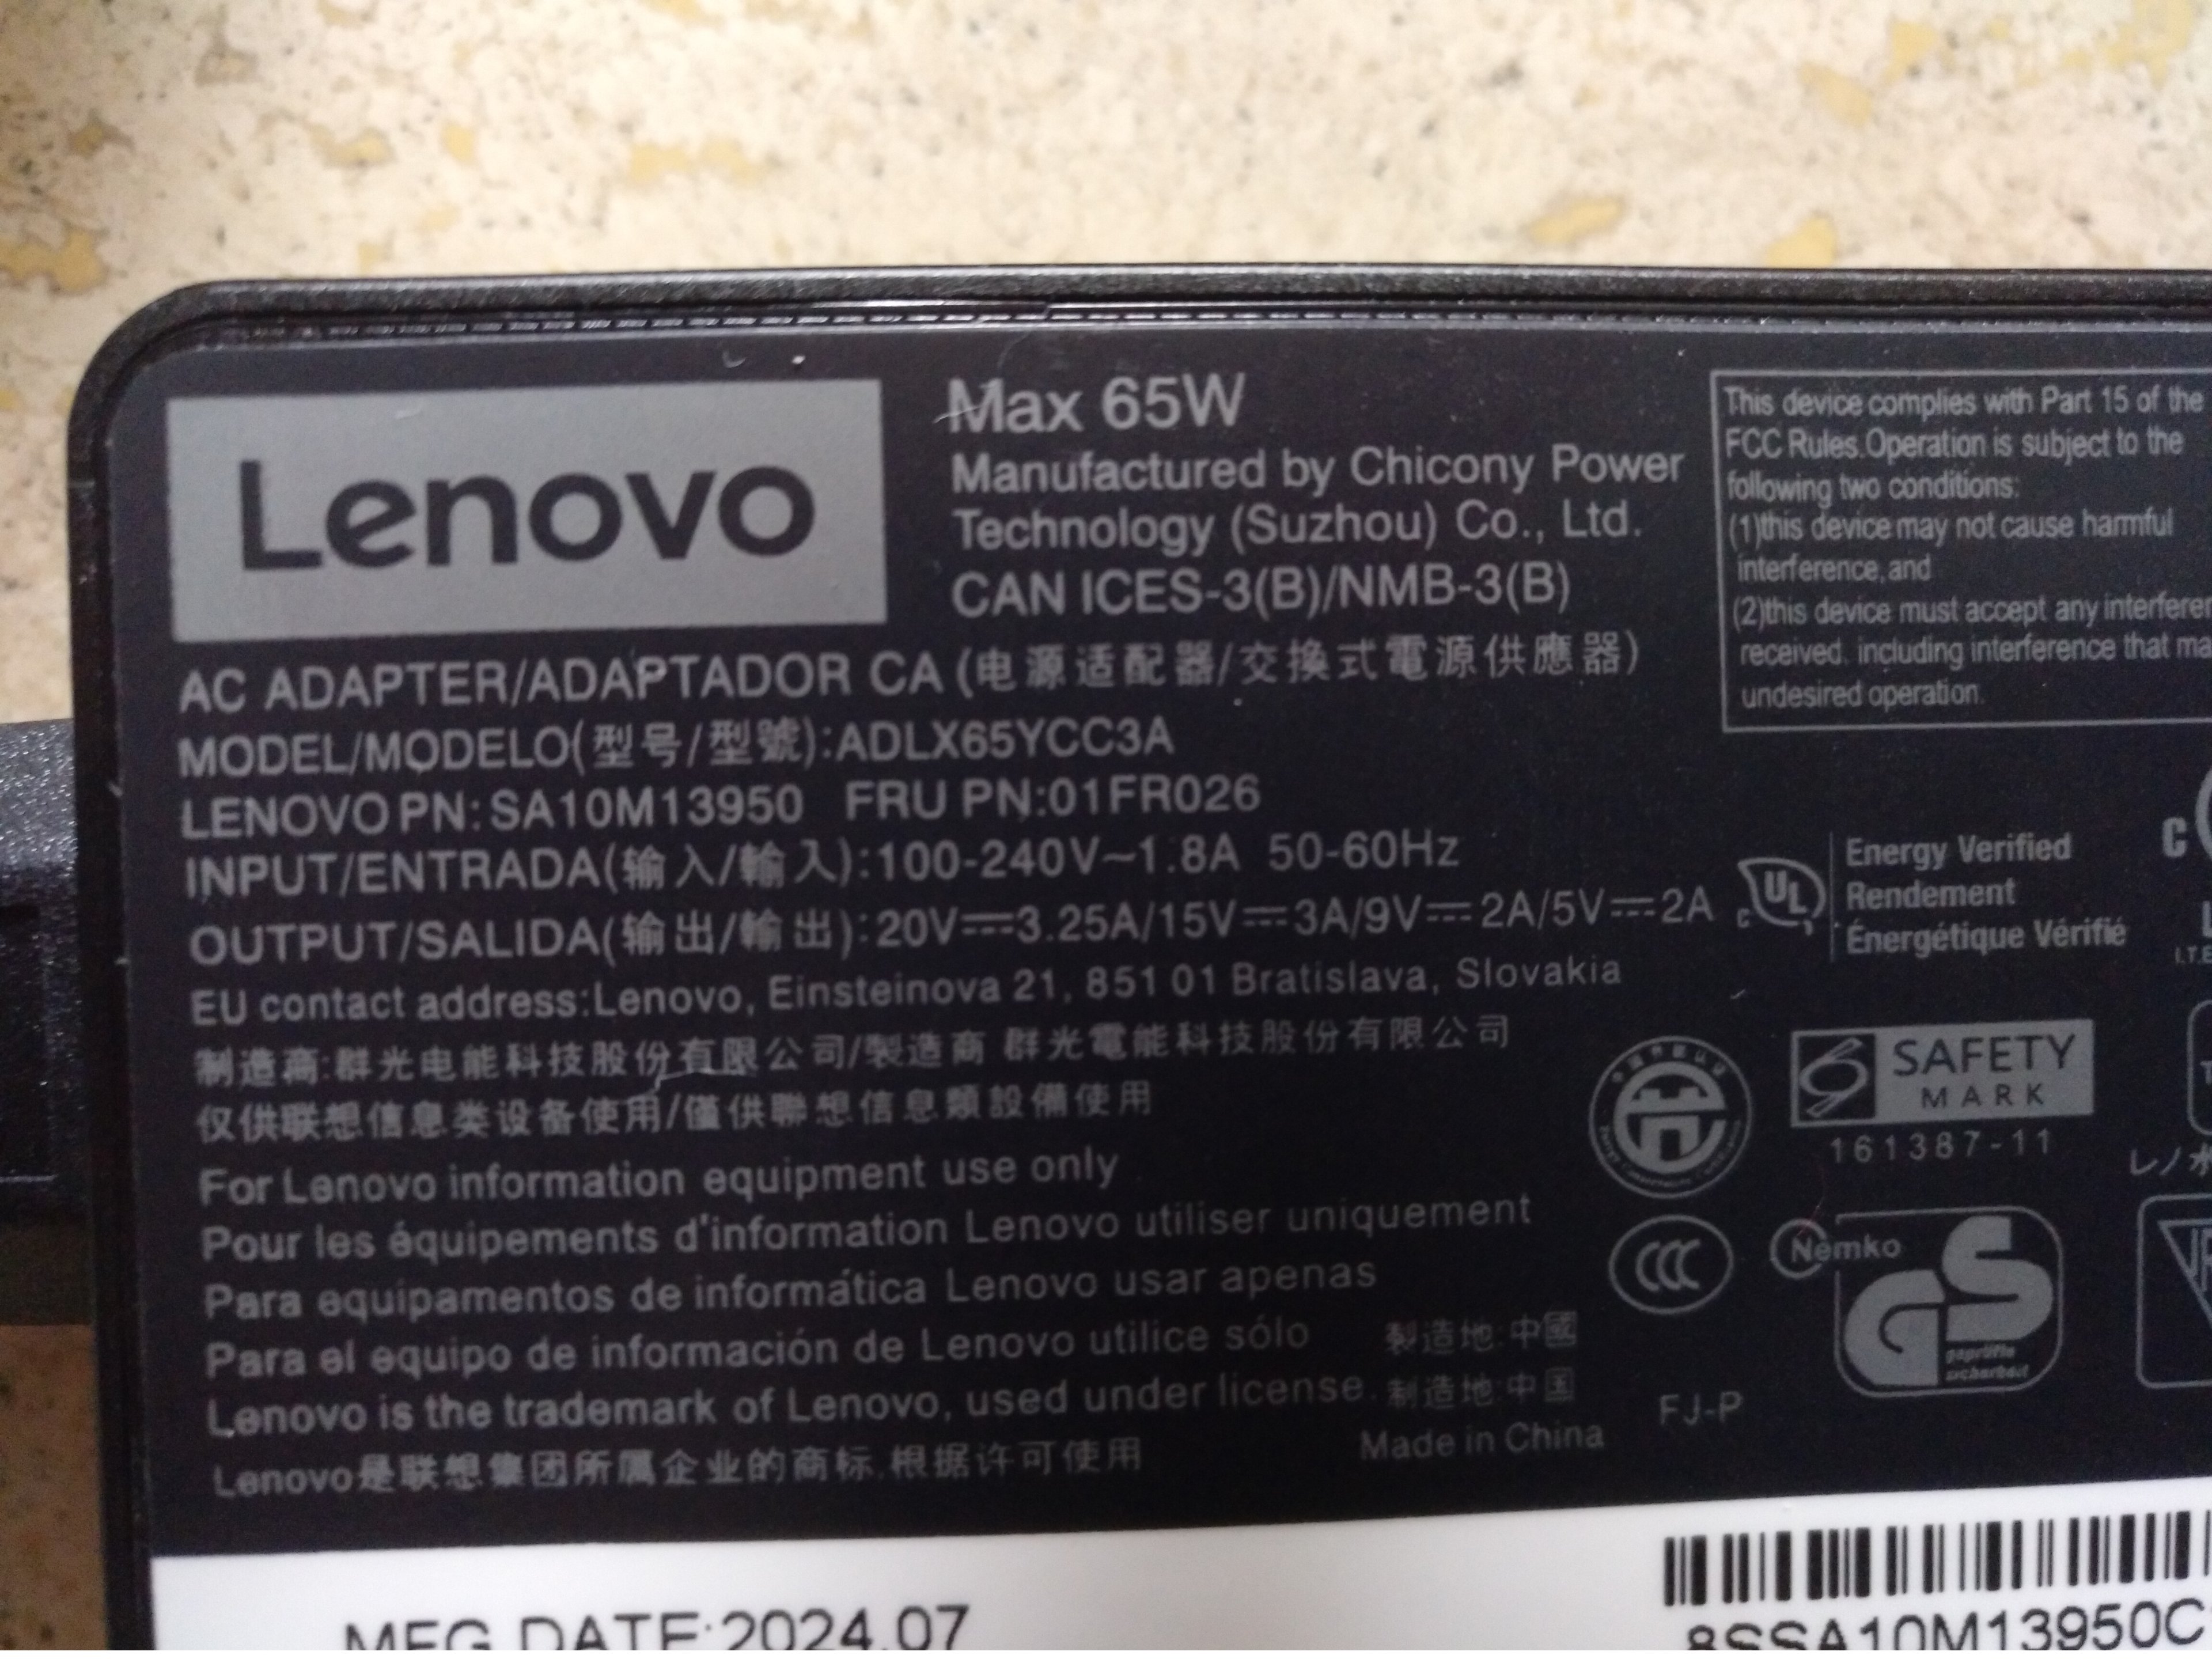 Lenovo
Max 65W
Manufactured by Chicony Power
Technology (Suzhou) Co., Ltd.
CAN ICES-3(B)/NMB-3(B)
This device complies with Part 15 of the
FCC Rules.Operation is subject to the
following two conditions:
(1)this device may not cause harmful
interference,and
(2)this device must accept any
received, including interference that
undesired operation.
AC ADAPTER/ADAPTADOR CA (电源适配器/交換式電源供應器)
MODEL/MODELO(型号/型號):ADLX65YCC3A
LENOVO PN:SA10M13950 FRU PN:01FR026
INPUT/ENTRADA(输入/輸入):100-240V~1.8A 50-60Hz
OUTPUT/SALIDA(输出/輸出):20V⎓3.25A/15V⎓3A/9V⎓2A/5V⎓2A
EU contact address:Lenovo, Einsteinova 21, 851 01 Bratislava, Slovakia
制造商:群光电能科技股份有限公司/製造商 群光電能科技股份有限公司
仅供联想信息类设备使用/僅供聯想信息類設備使用
For Lenovo information equipment use only
Pour les équipements d'information Lenovo utiliser uniquement
Para equipamentos de informática Lenovo usar apenas
Para el equipo de información de Lenovo utilice sólo
Lenovo is the trademark of Lenovo, used under license.
Lenovo是联想集团所属企业的商标,根据许可使用
製造地:中國
制造地:中国
Made in China
c UL
Energy Verified
Rendement
Énergétique Vérifié
C
SAFETY
MARK
161387-11
CCC
Nemko
GS
geprüfte
sicherheit
FJ-P
MFG DATE:2024.07
8SSA10M13950C